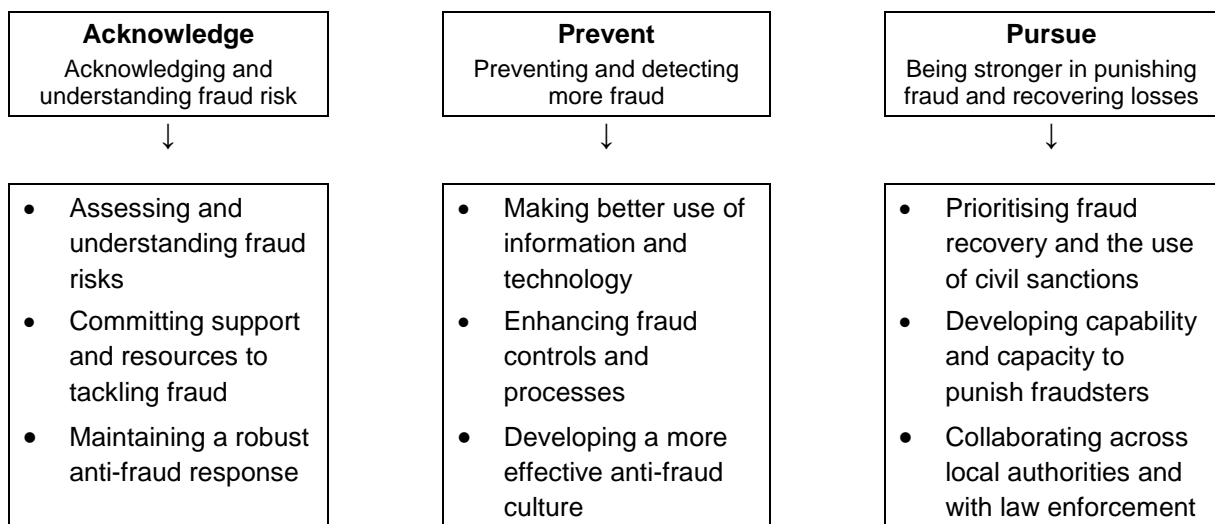 Acknowledge
Acknowledging and
understanding fraud risk
↓
• Assessing and
understanding fraud
risks
• Committing support
and resources to
tackling fraud
• Maintaining a robust
anti-fraud response
Prevent
Preventing and detecting
more fraud
↓
• Making better use of
information and
technology
• Enhancing fraud
controls and
processes
• Developing a more
effective anti-fraud
culture
Pursue
Being stronger in punishing
fraud and recovering losses
↓
• Prioritising fraud
recovery and the use
of civil sanctions
• Developing capability
and capacity to
punish fraudsters
• Collaborating across
local authorities and
with law enforcement